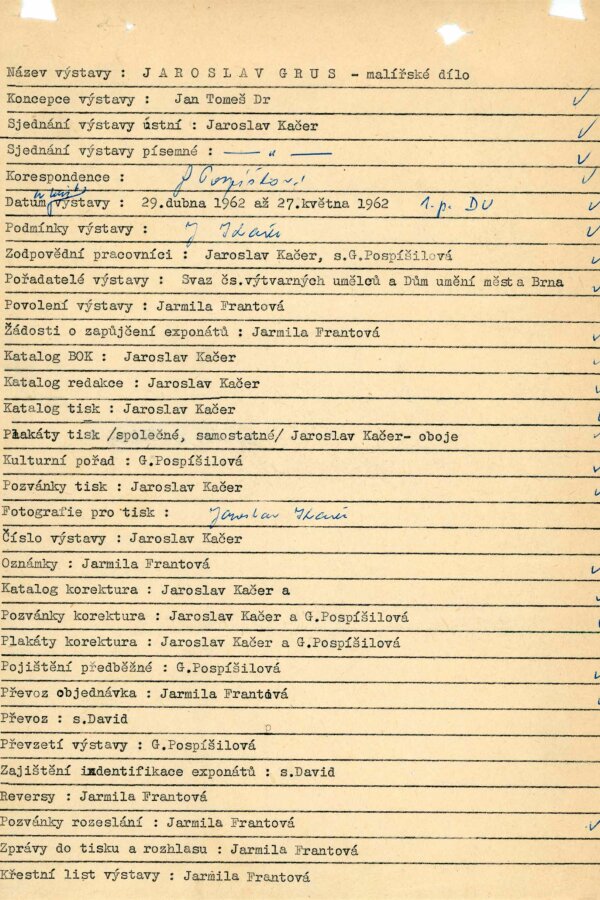 Název výstavy : J A R O S L A V G R U S - malířské dílo
Koncepce výstavy : Jan Tomeš Dr
Sjednání výstavy ústní : Jaroslav Kačer
Sjednání výstavy písemné : — " —
Korespondence : J Pospíšilová
Datum výstavy : 29.dubna 1962 až 27.května 1962 1.p. DU
Podmínky výstavy : J Kačer
Zodpovědní pracovníci : Jaroslav Kačer, s.G.Pospíšilová
Pořadatelé výstavy : Svaz čs.výtvarných umělců a Dům umění města Brna
Povolení výstavy : Jarmila Frantová
Žádosti o zapůjčení exponátů : Jarmila Frantová
Katalog BOK : Jaroslav Kačer
Katalog redakce : Jaroslav Kačer
Katalog tisk : Jaroslav Kačer
Plakáty tisk /společné, samostatné/ Jaroslav Kačer- oboje
Kulturní pořad : G.Pospíšilová
Pozvánky tisk : Jaroslav Kačer
Fotografie pro tisk : Jaroslav Kačer
Číslo výstavy : Jaroslav Kačer
Oznámky : Jarmila Frantová
Katalog korektura : Jaroslav Kačer a
Pozvánky korektura : Jaroslav Kačer a G.Pospíšilová
Plakáty korektura : Jaroslav Kačer a G.Pospíšilová
Pojištění předběžné : G.Pospíšilová
Převoz objednávka : Jarmila Frantová
Převoz : s.David
Převzetí výstavy : G.Pospíšilová
Zajištění indentifikace exponátů : s.David
Reversy : Jarmila Frantová
Pozvánky rozeslání : Jarmila Frantová
Zprávy do tisku a rozhlasu : Jarmila Frantová
Křestní list výstavy : Jarmila Frantová